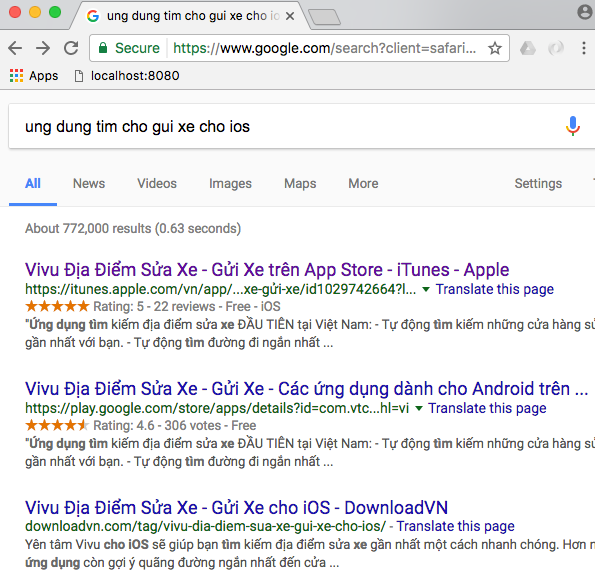 ung dung tim cho gui xe cho io
Secure https://www.google.com/search?client=safari...
Apps localhost:8080
ung dung tim cho gui xe cho ios
All News Videos Images Maps More Settings
About 772,000 results (0.63 seconds)
Vivu Địa Điểm Sửa Xe - Gửi Xe trên App Store - iTunes - Apple
https://itunes.apple.com/vn/app/...xe-gửi-xe/id1029742664?l... Translate this page
Rating: 5 - 22 reviews - Free - iOS
"Ứng dụng tìm kiếm địa điểm sửa xe ĐẦU TIÊN tại Việt Nam: - Tự động tìm kiếm những cửa hàng sử
gần nhất với bạn. - Tự động tìm đường đi ngắn nhất ...
Vivu Địa Điểm Sửa Xe - Gửi Xe - Các ứng dụng dành cho Android trên ...
https://play.google.com/store/apps/details?id=com.vtc...hl=vi Translate this page
Rating: 4.6 - 306 votes - Free
"Ứng dụng tìm kiếm địa điểm sửa xe ĐẦU TIÊN tại Việt Nam: - Tự động tìm kiếm những cửa hàng sử
gần nhất với bạn. - Tự động tìm đường đi ngắn nhất ...
Vivu Địa Điểm Sửa Xe - Gửi Xe cho iOS - DownloadVN
downloadvn.com/tag/vivu-dia-diem-sua-xe-gui-xe-cho-ios/ - Translate this page
Yên tâm Vivu cho iOS sẽ giúp bạn tìm kiếm địa điểm sửa xe gần nhất một cách nhanh chóng. Hơn n
ứng dụng còn gợi ý quãng đường ngắn nhất đến cửa ...